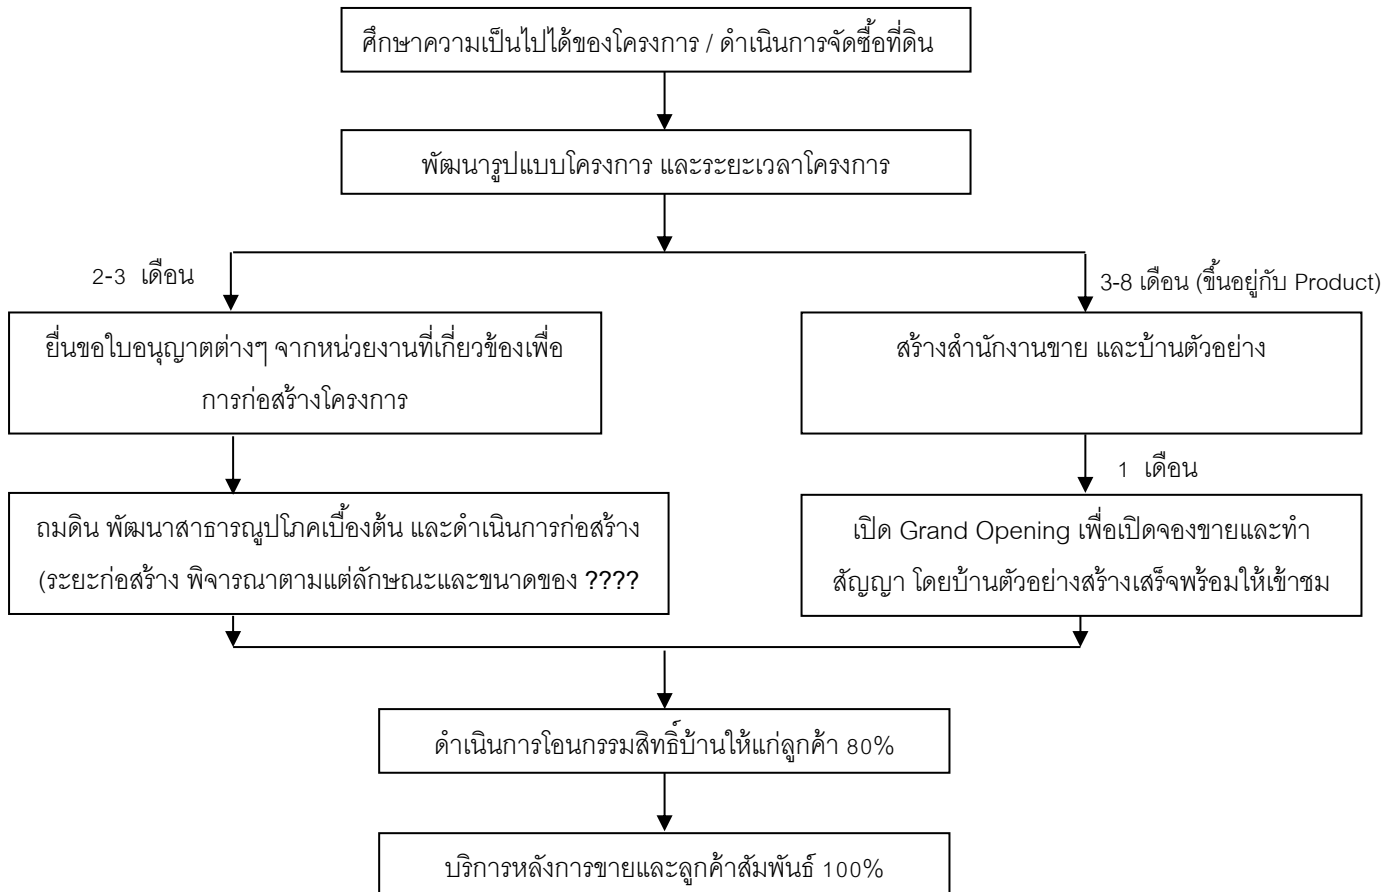 ศึกษาความเป็นไปได้ของโครงการ / ดำเนินการจัดซื้อที่ดิน
พัฒนารูปแบบโครงการ และระยะเวลาโครงการ
2-3 เดือน
3-8 เดือน (ขึ้นอยู่กับ Product)
ยื่นขอใบอนุญาตต่างๆ จากหน่วยงานที่เกี่ยวข้องเพื่อ
การก่อสร้างโครงการ
สร้างสำนักงานขาย และบ้านตัวอย่าง
1 เดือน
ถมดิน พัฒนาสาธารณูปโภคเบื้องต้น และดำเนินการก่อสร้าง
(ระยะก่อสร้าง พิจารณาตามแต่ลักษณะและขนาดของ ????
เปิด Grand Opening เพื่อเปิดจองขายและทำ
สัญญา โดยบ้านตัวอย่างสร้างเสร็จพร้อมให้เข้าชม
ดำเนินการโอนกรรมสิทธิ์บ้านให้แก่ลูกค้า 80%
บริการหลังการขายและลูกค้าสัมพันธ์ 100%